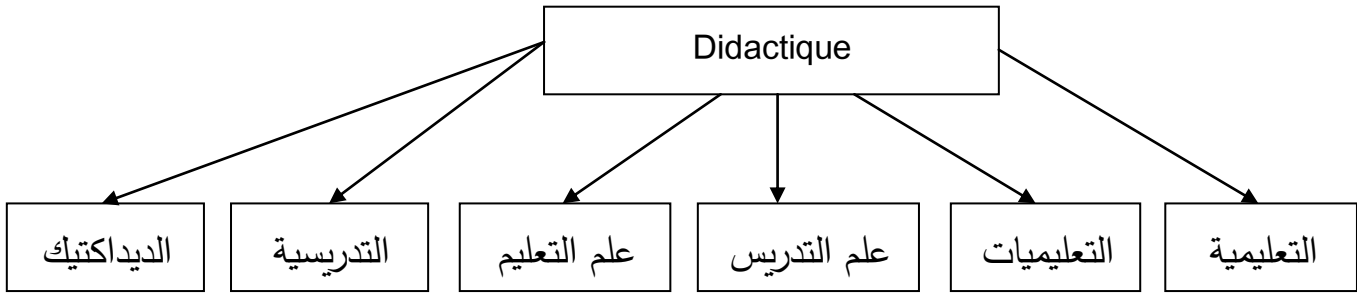 Didactique
التعليمية
التعليميات
علم التدريس
علم التعليم
التدريسية
الديداكتيك